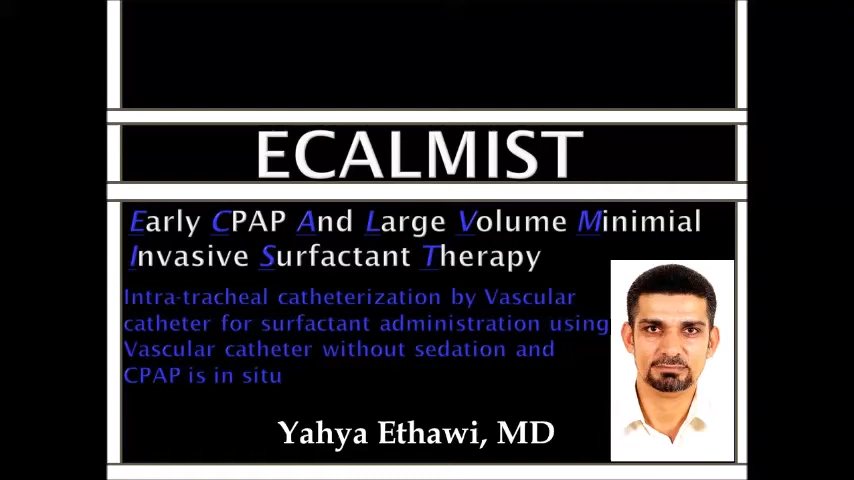 ECALMIST
Early CPAP And Large Volume Minimial
Invasive Surfactant Therapy
Intra-tracheal catheterization by Vascular
catheter for surfactant administration using
Vascular catheter without sedation and
CPAP is in situ
Yahya Ethawi, MD